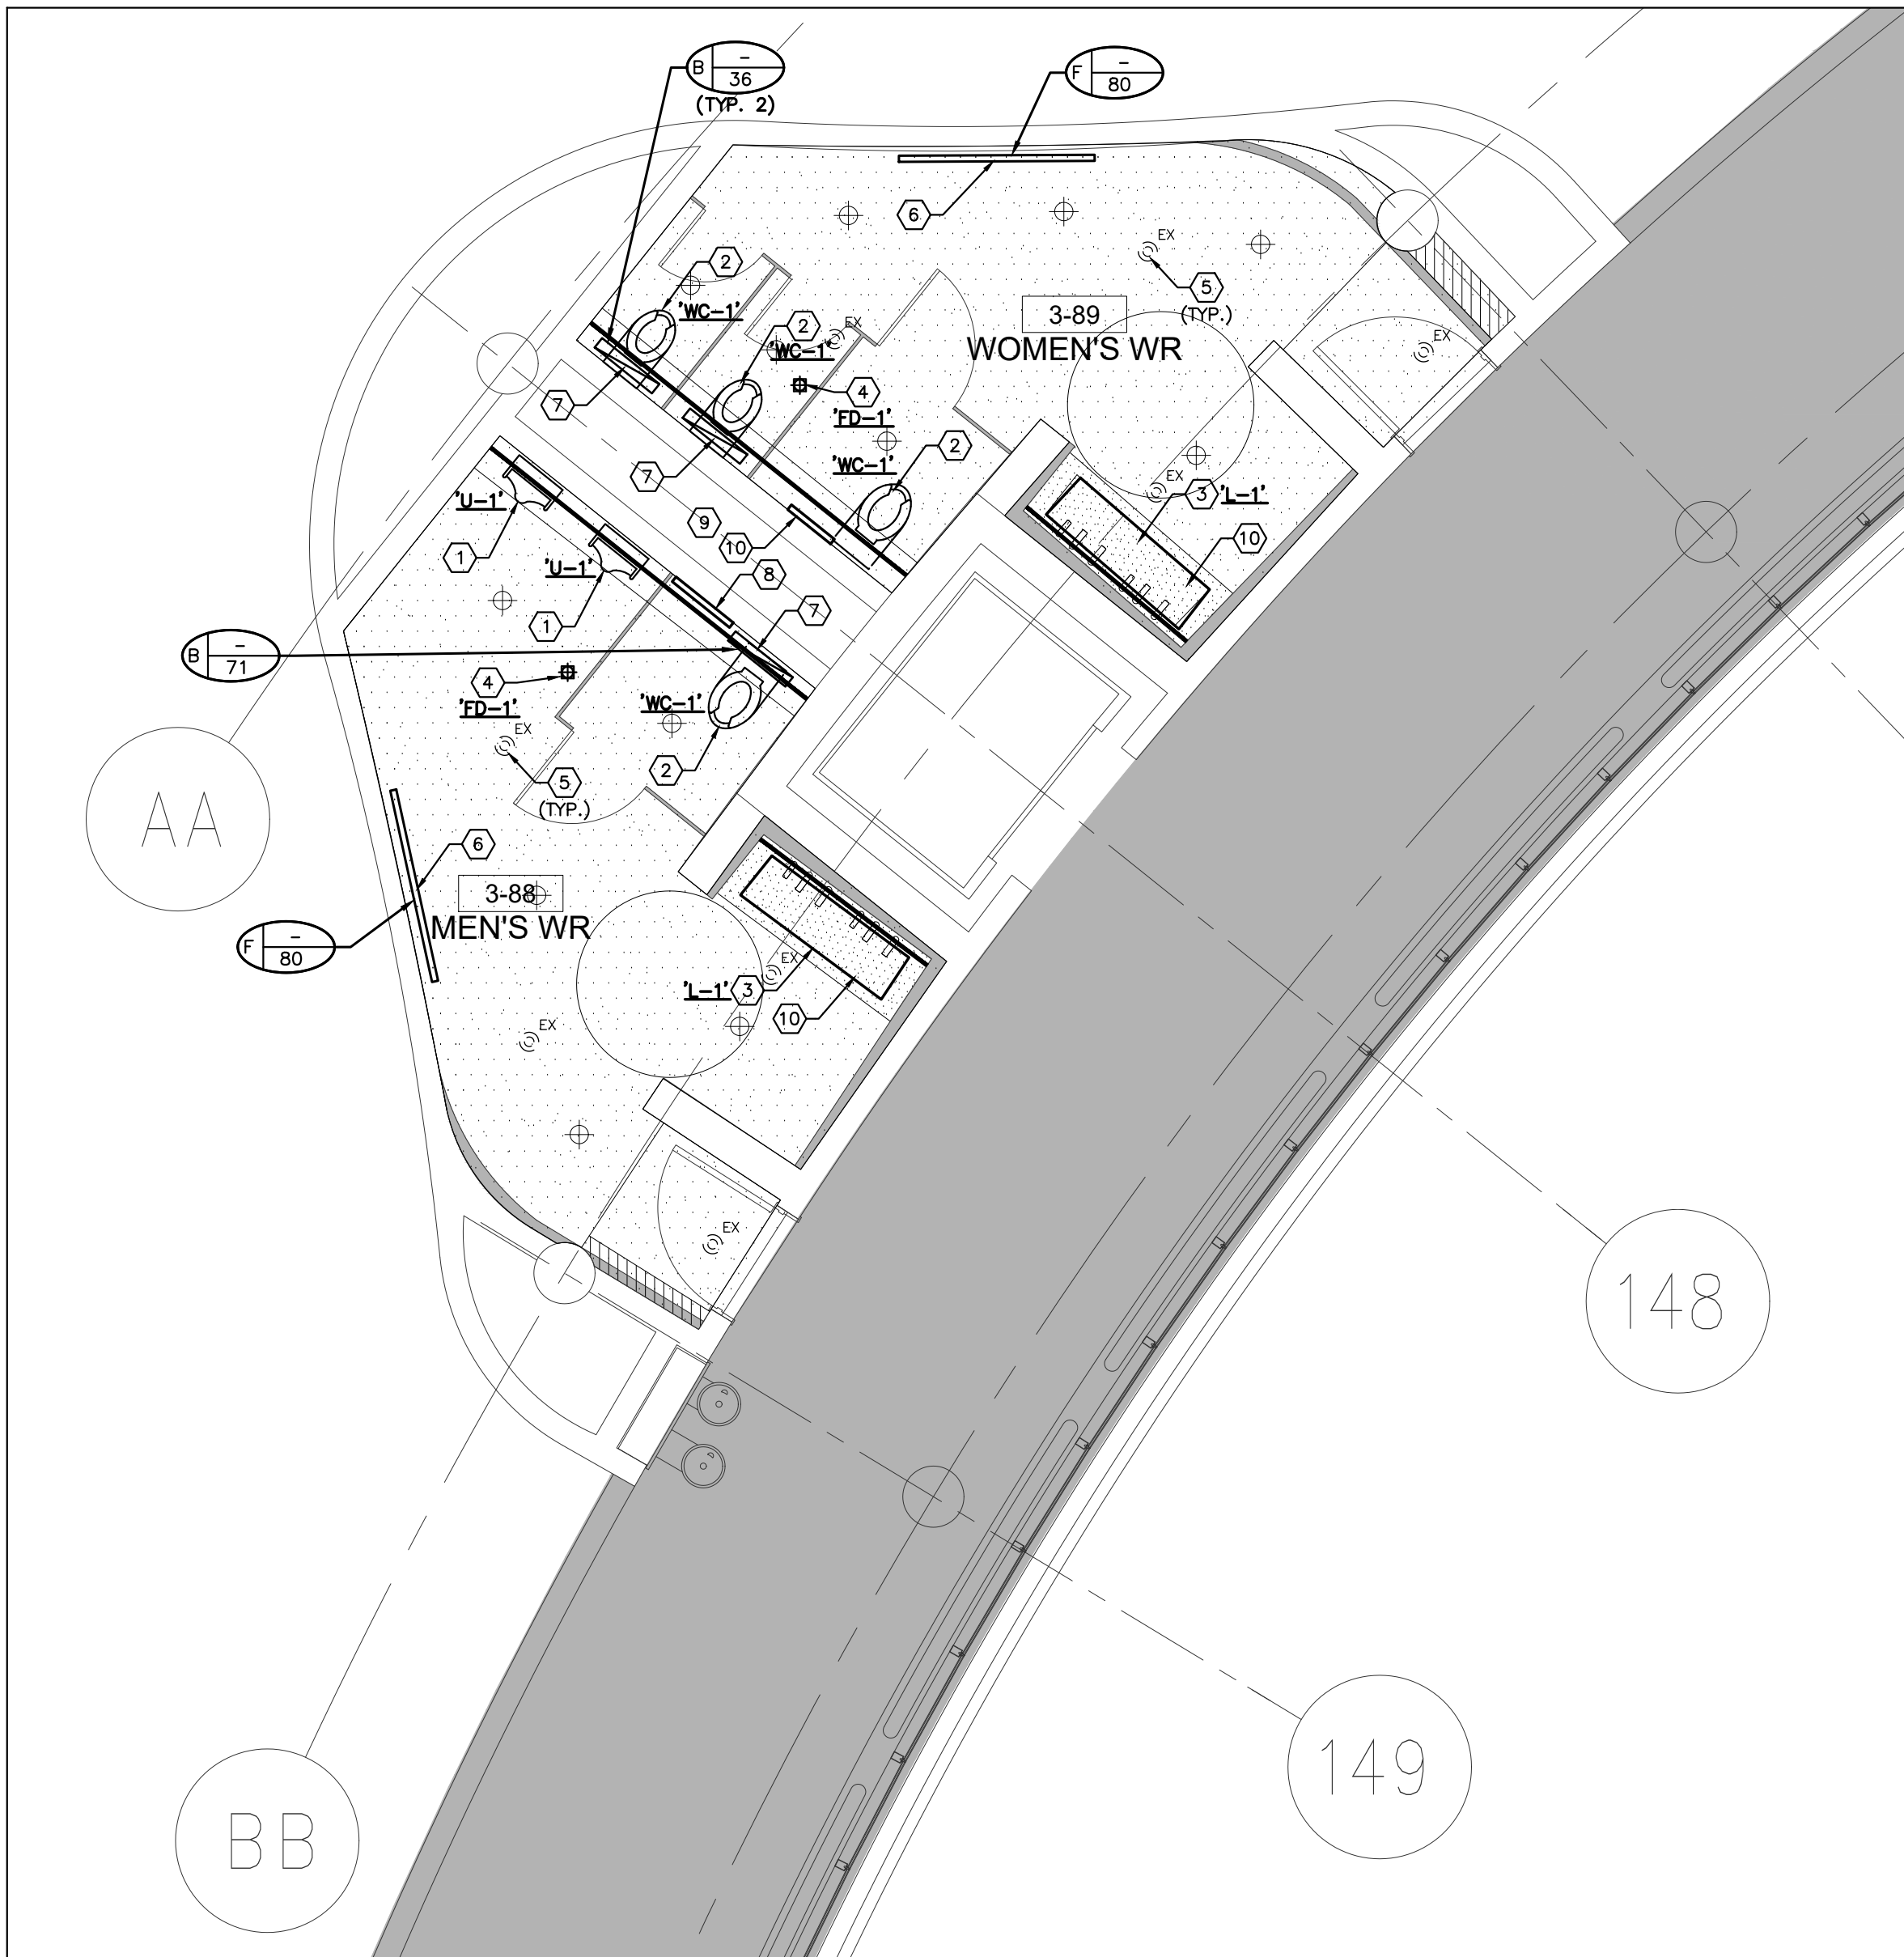 B
-
36
(TYP. 2)
F
-
80
6
EX
5
(TYP.)
2
'WC-1'
2
EX
'WC-1'
3-89
WOMEN'S WR
EX
4
'FD-1'
7
2
'WC-1'
7
EX
3
'L-1'
'U-1'
9
10
10
1
'U-1'
8
7
1
B
-
71
4
'FD-1'
'WC-1'
EX
2
5
(TYP.)
AA
6
3-88
MEN'S WR
F
-
80
EX
'L-1'
3
10
EX
EX
148
149
BB